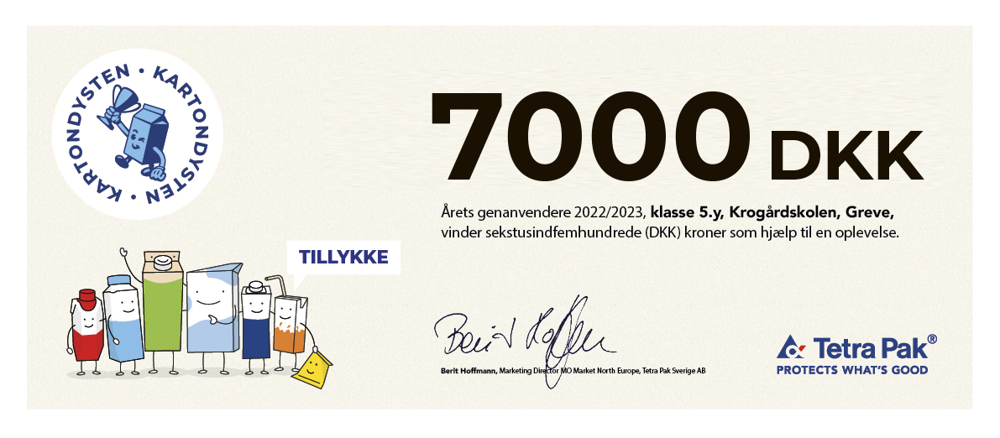 KARTONDYSTEN · KARTONDYSTEN ·
7000 DKK
Årets genanvendere 2022/2023, klasse 5.y, Krogårdskolen, Greve,
vinder sekstusindfemhundrede (DKK) kroner som hjælp til en oplevelse.
TILLYKKE
Berit Hoffmann
Berit Hoffmann, Marketing Director MO Market North Europe, Tetra Pak Sverige AB
Tetra Pak®
PROTECTS WHAT'S GOOD